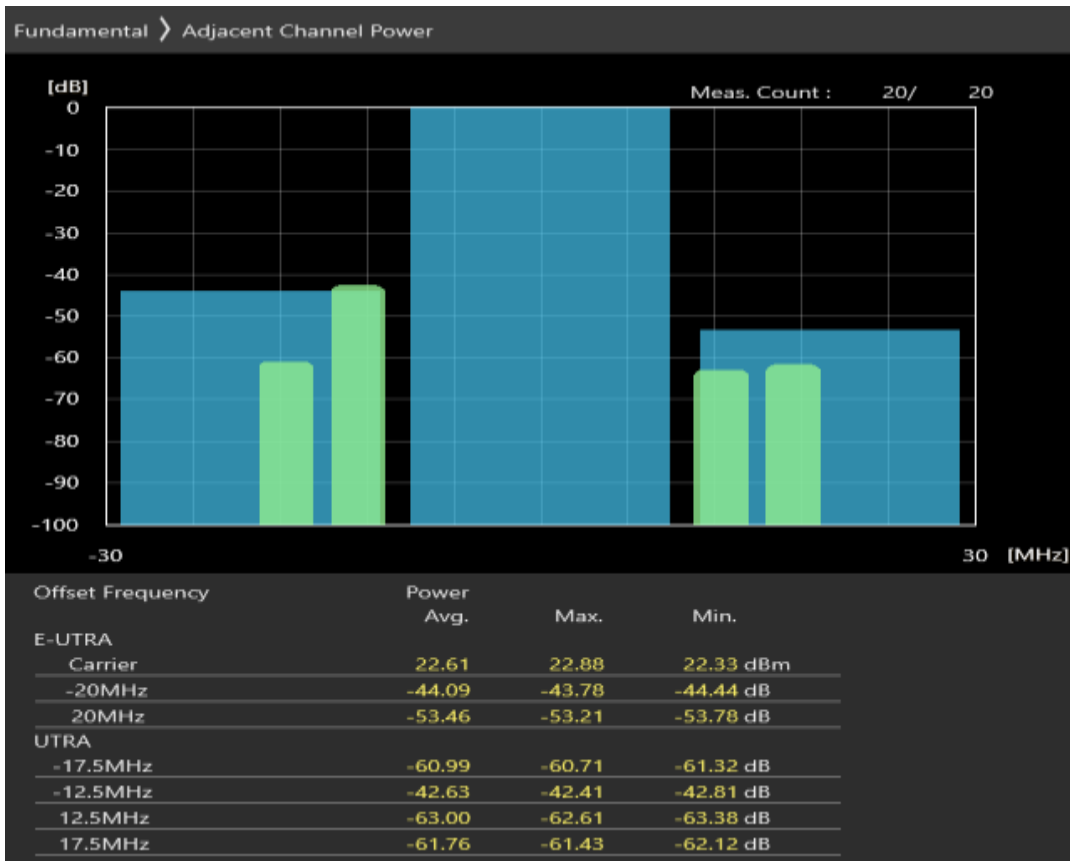 Fundamental 〉 Adjacent Channel Power
[dB]
Meas. Count : 20/ 20
0
-10
-20
-30
-40
-50
-60
-70
-80
-90
-100
-30 30 [MHz]
Offset Frequency Power
Avg. Max. Min.
E-UTRA
Carrier 22.61 22.88 22.33 dBm
-20MHz -44.09 -43.78 -44.44 dB
20MHz -53.46 -53.21 -53.78 dB
UTRA
-17.5MHz -60.99 -60.71 -61.32 dB
-12.5MHz -42.63 -42.41 -42.81 dB
12.5MHz -63.00 -62.61 -63.38 dB
17.5MHz -61.76 -61.43 -62.12 dB